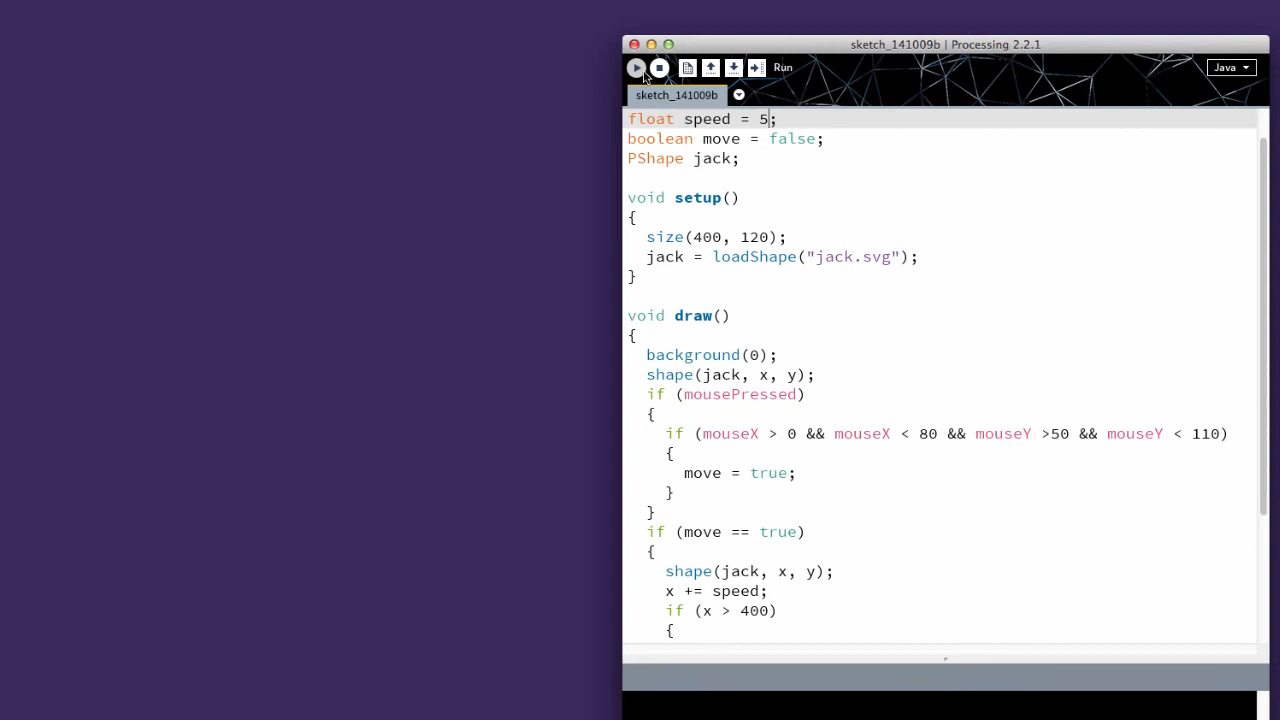 sketch_141009b | Processing 2.2.1
Run
Java
sketch_141009b
float speed = 5;
boolean move = false;
PShape jack;
void setup()
{
  size(400, 120);
  jack = loadShape("jack.svg");
}
void draw()
{
  background(0);
  shape(jack, x, y);
  if (mousePressed)
  {
    if (mouseX > 0 && mouseX < 80 && mouseY >50 && mouseY < 110)
    {
      move = true;
    }
  }
  if (move == true)
  {
    shape(jack, x, y);
    x += speed;
    if (x > 400)
    {